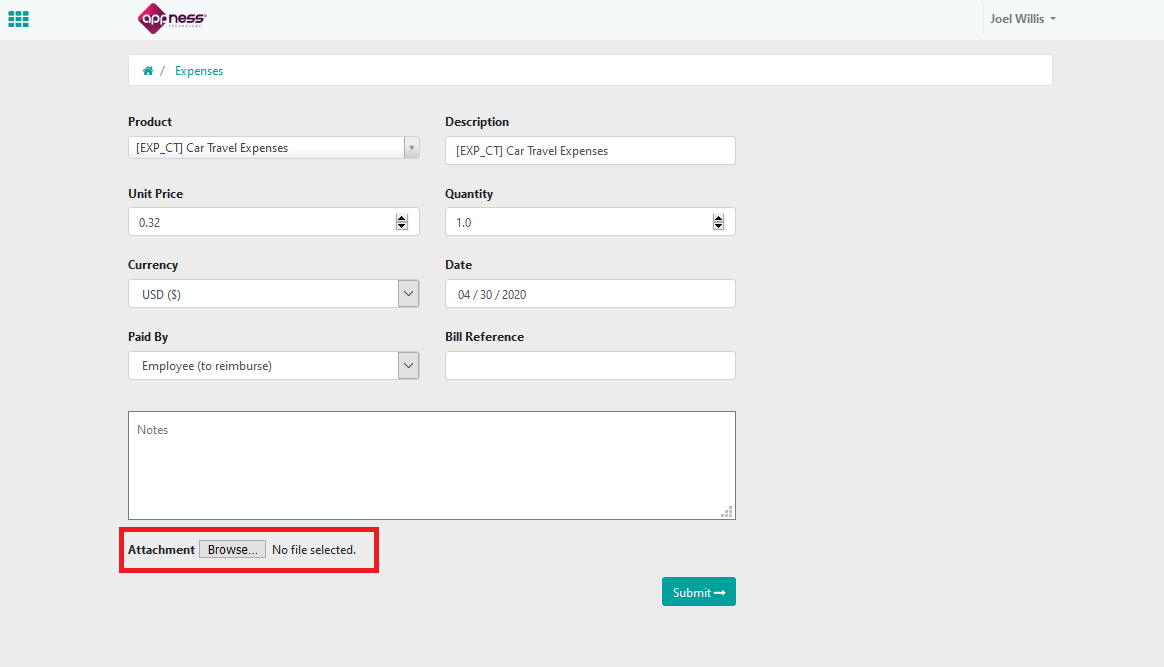 appness
TECHNOLOGY
Joel Willis
/ Expenses
Product
Description
[EXP_CT] Car Travel Expenses
[EXP_CT] Car Travel Expenses
Unit Price
Quantity
0.32
1.0
Currency
Date
USD ($)
04 / 30 / 2020
Paid By
Bill Reference
Employee (to reimburse)
Notes
Attachment Browse... No file selected.
Submit